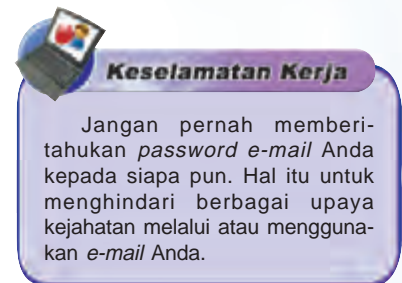 Keselamatan Kerja
Jangan pernah memberi-
tahukan password e-mail Anda
kepada siapa pun. Hal itu untuk
menghindari berbagai upaya
kejahatan melalui atau mengguna-
kan e-mail Anda.